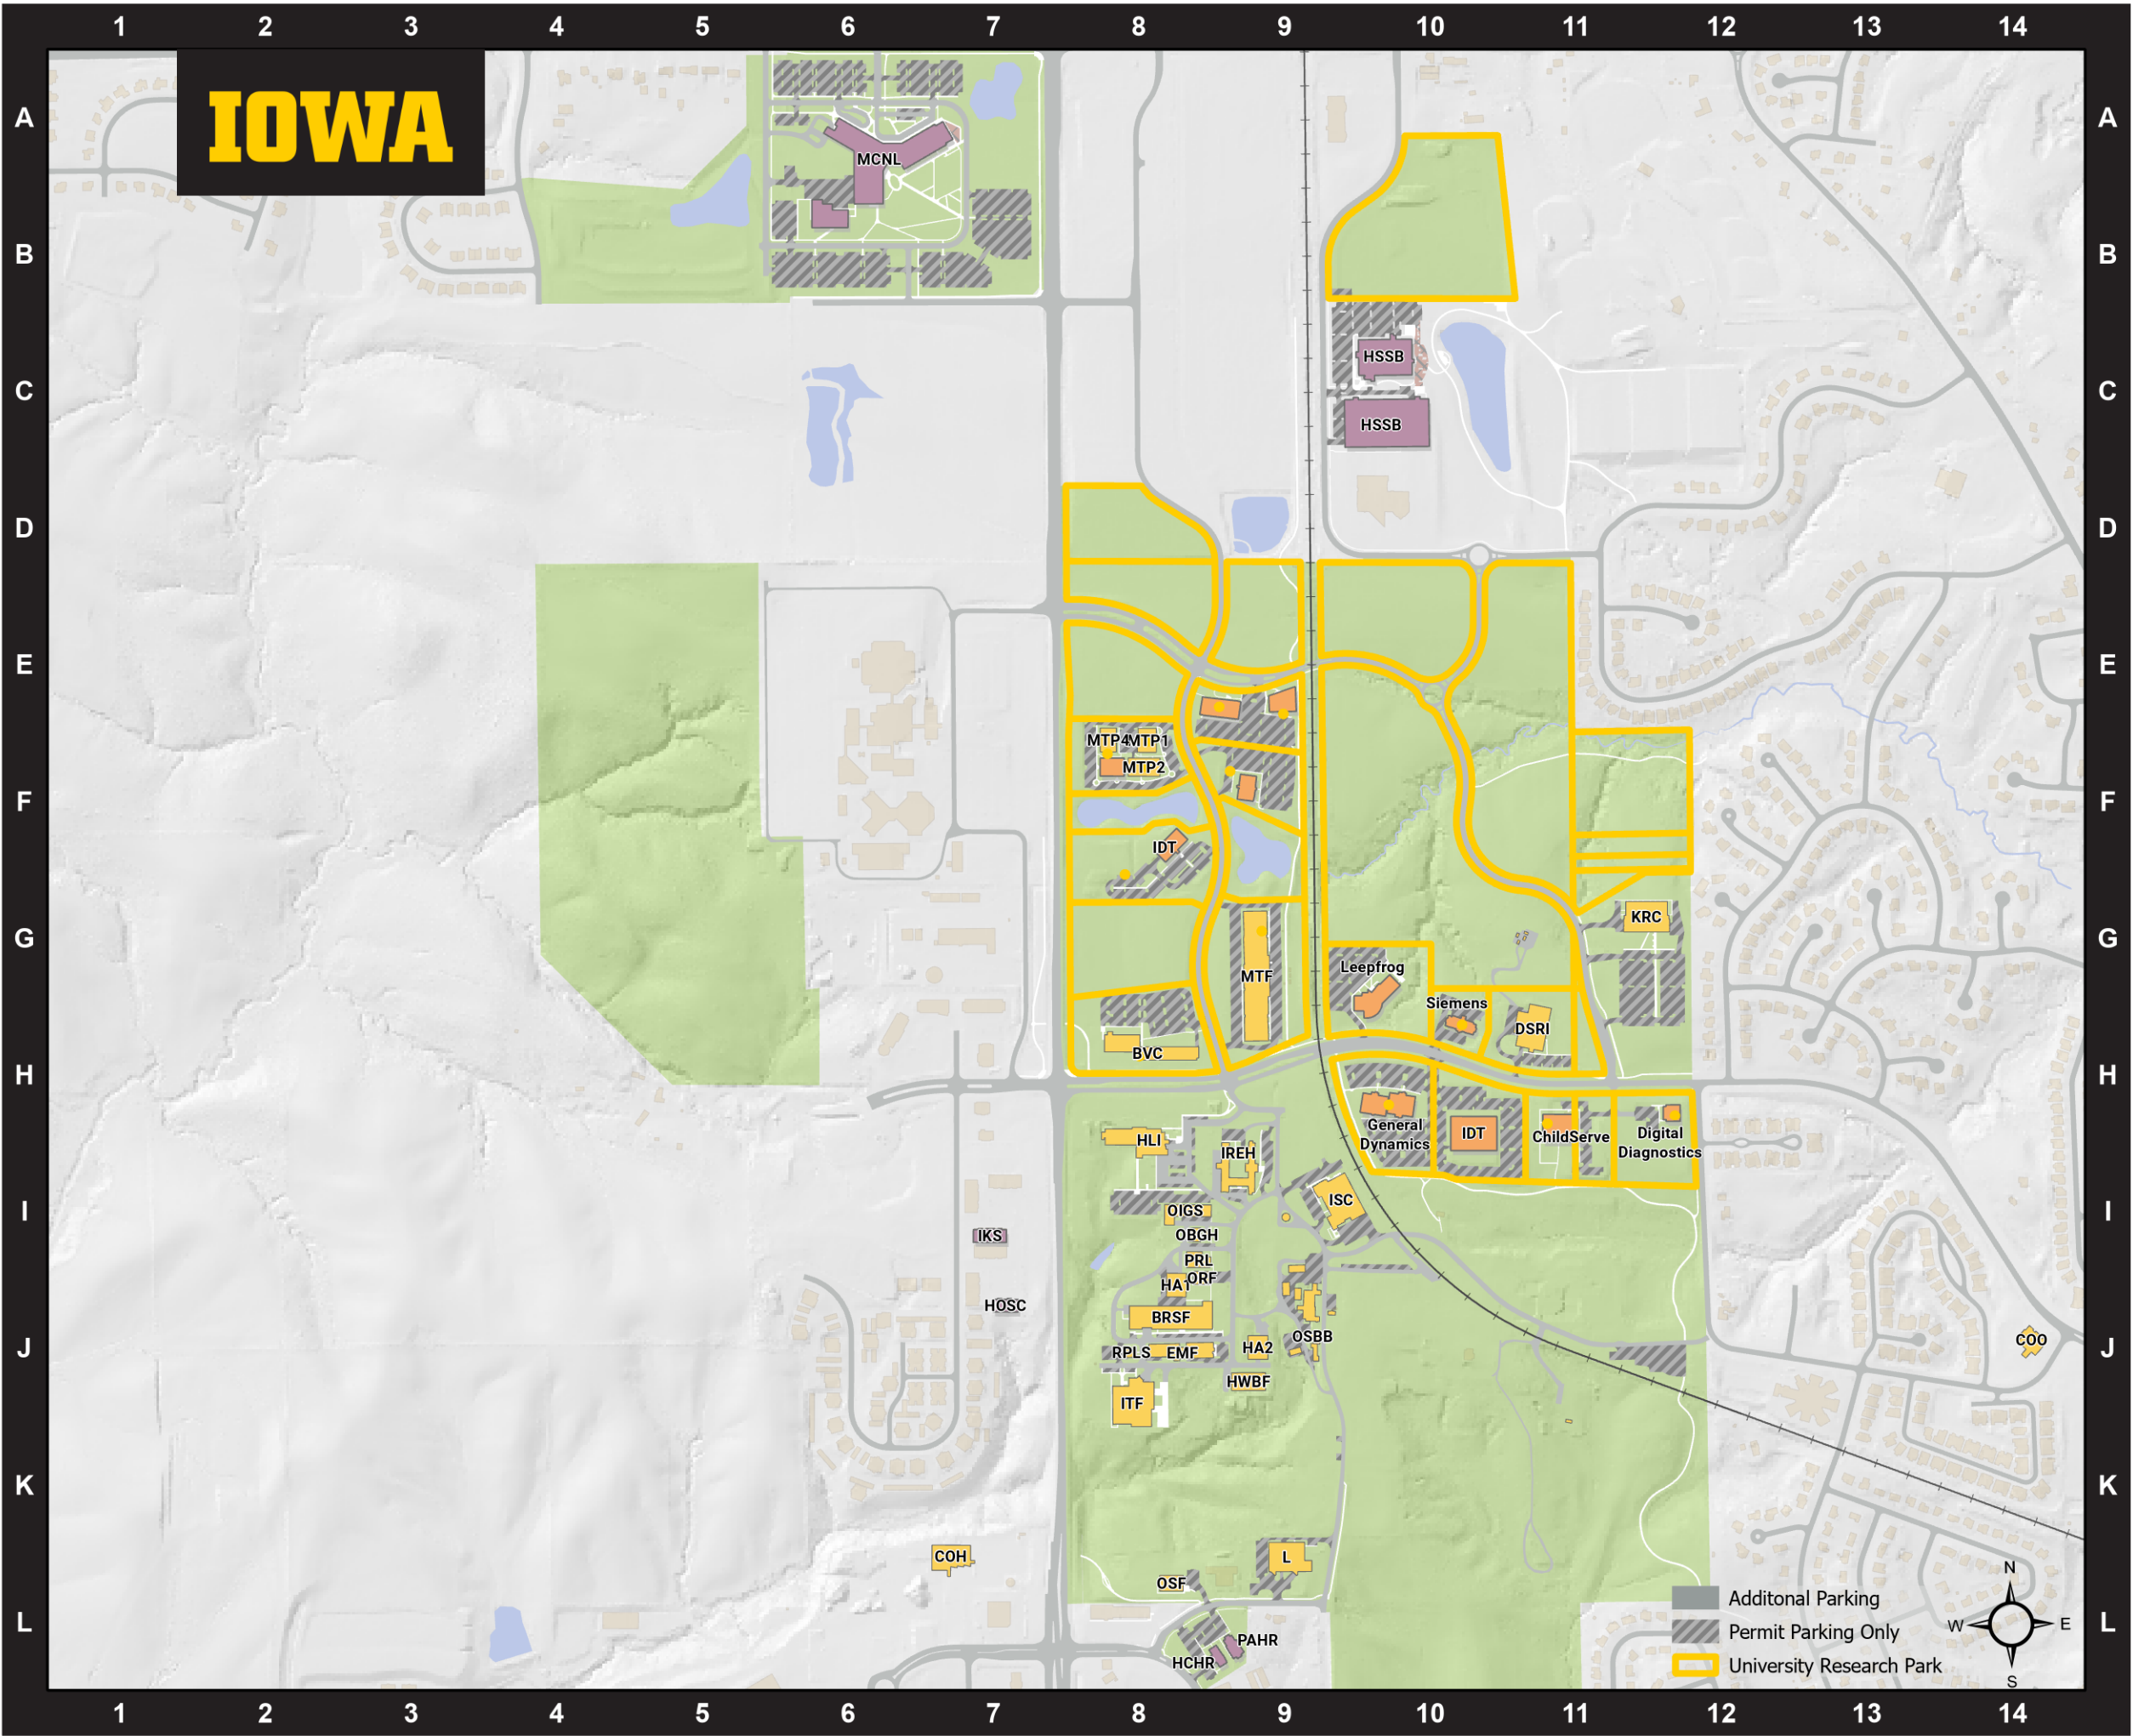 1 2 3 4 5 6 7 8 9 10 11 12 13 14
IOWA
A A
MCNL
B B
HSSB
C C
HSSB
D D
E E
MTP4 MTP1
MTP2
F F
IDT
KRC
G G
Leepfrog
MTF
Siemens
DSRI
BVC
H H
General
Dynamics
IDT
ChildServe
Digital
Diagnostics
HLI
IREH
ISC
I I
OIGS
IKS
OBGH
PRL
ORF
HA1
HOSC
BRSF
OSBB
COO
J J
RPLS EMF
HA2
HWBF
ITF
K K
COH
L
OSF
N
W E
S
L L
PAHR
HCHR
Additonal Parking
Permit Parking Only
University Research Park
1 2 3 4 5 6 7 8 9 10 11 12 13 14